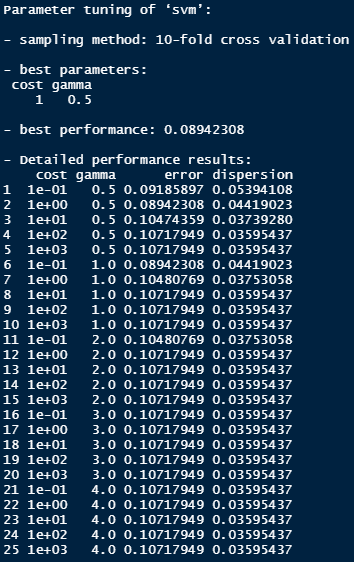 Parameter tuning of ‘svm’:
- sampling method: 10-fold cross validation
- best parameters:
cost gamma
1 0.5
- best performance: 0.08942308
- Detailed performance results:
cost gamma error dispersion
1 1e-01 0.5 0.09185897 0.05394108
2 1e+00 0.5 0.08942308 0.04419023
3 1e+01 0.5 0.10474359 0.03739280
4 1e+02 0.5 0.10717949 0.03595437
5 1e+03 0.5 0.10717949 0.03595437
6 1e-01 1.0 0.08942308 0.04419023
7 1e+00 1.0 0.10480769 0.03753058
8 1e+01 1.0 0.10717949 0.03595437
9 1e+02 1.0 0.10717949 0.03595437
10 1e+03 1.0 0.10717949 0.03595437
11 1e-01 2.0 0.10480769 0.03753058
12 1e+00 2.0 0.10717949 0.03595437
13 1e+01 2.0 0.10717949 0.03595437
14 1e+02 2.0 0.10717949 0.03595437
15 1e+03 2.0 0.10717949 0.03595437
16 1e-01 3.0 0.10717949 0.03595437
17 1e+00 3.0 0.10717949 0.03595437
18 1e+01 3.0 0.10717949 0.03595437
19 1e+02 3.0 0.10717949 0.03595437
20 1e+03 3.0 0.10717949 0.03595437
21 1e-01 4.0 0.10717949 0.03595437
22 1e+00 4.0 0.10717949 0.03595437
23 1e+01 4.0 0.10717949 0.03595437
24 1e+02 4.0 0.10717949 0.03595437
25 1e+03 4.0 0.10717949 0.03595437